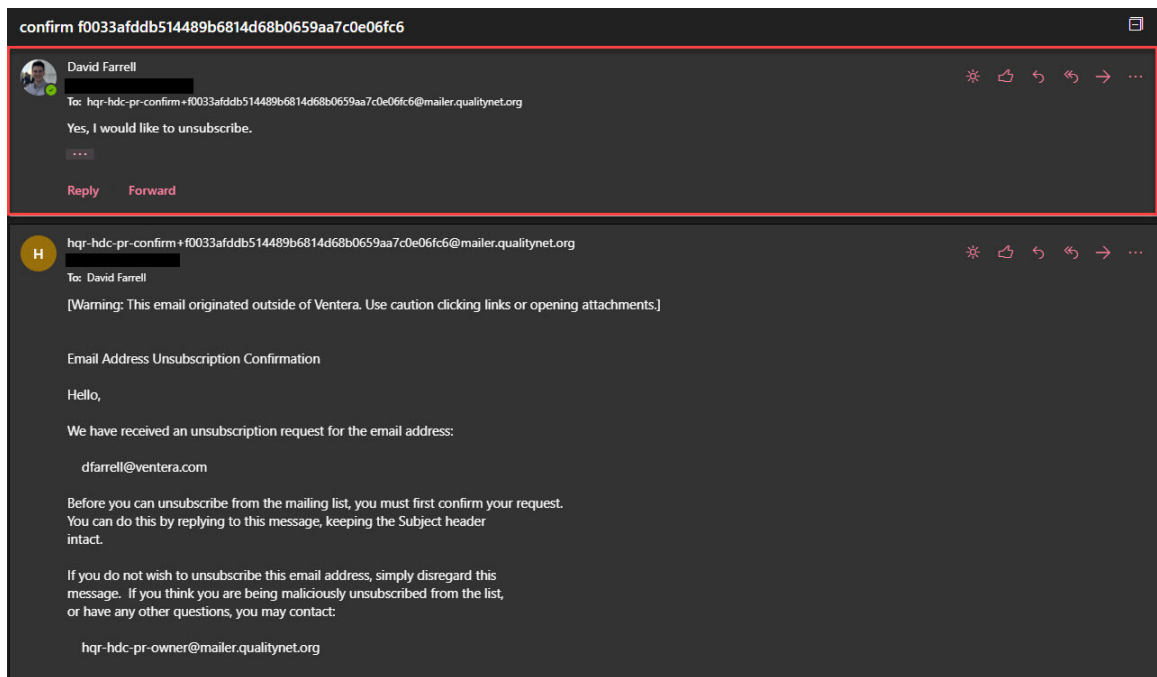 confirm f0033afddb514489b6814d68b0659aa7c0e06fc6
David Farrell
To: hqr-hdc-pr-confirm+f0033afddb514489b6814d68b0659aa7c0e06fc6@mailer.qualitynet.org
Yes, I would like to unsubscribe.
...
Reply Forward
hqr-hdc-pr-confirm+f0033afddb514489b6814d68b0659aa7c0e06fc6@mailer.qualitynet.org
H
To: David Farrell
[Warning: This email originated outside of Ventera. Use caution clicking links or opening attachments.]
Email Address Unsubscription Confirmation
Hello,
We have received an unsubscription request for the email address:
dfarrell@ventera.com
Before you can unsubscribe from the mailing list, you must first confirm your request.
You can do this by replying to this message, keeping the Subject header
intact.
If you do not wish to unsubscribe this email address, simply disregard this
message. If you think you are being maliciously unsubscribed from the list,
or have any other questions, you may contact:
hqr-hdc-pr-owner@mailer.qualitynet.org